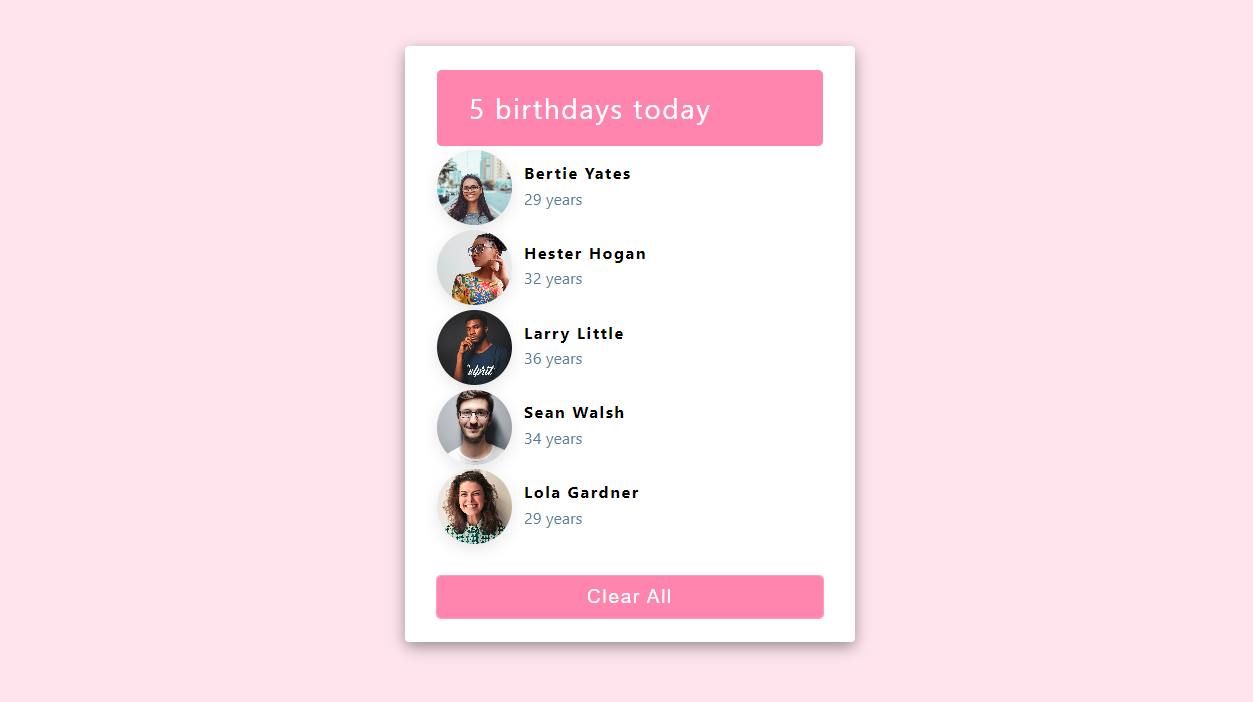 5 birthdays today
Bertie Yates
29 years
Hester Hogan
32 years
Larry Little
36 years
Sean Walsh
34 years
Lola Gardner
29 years
Clear All